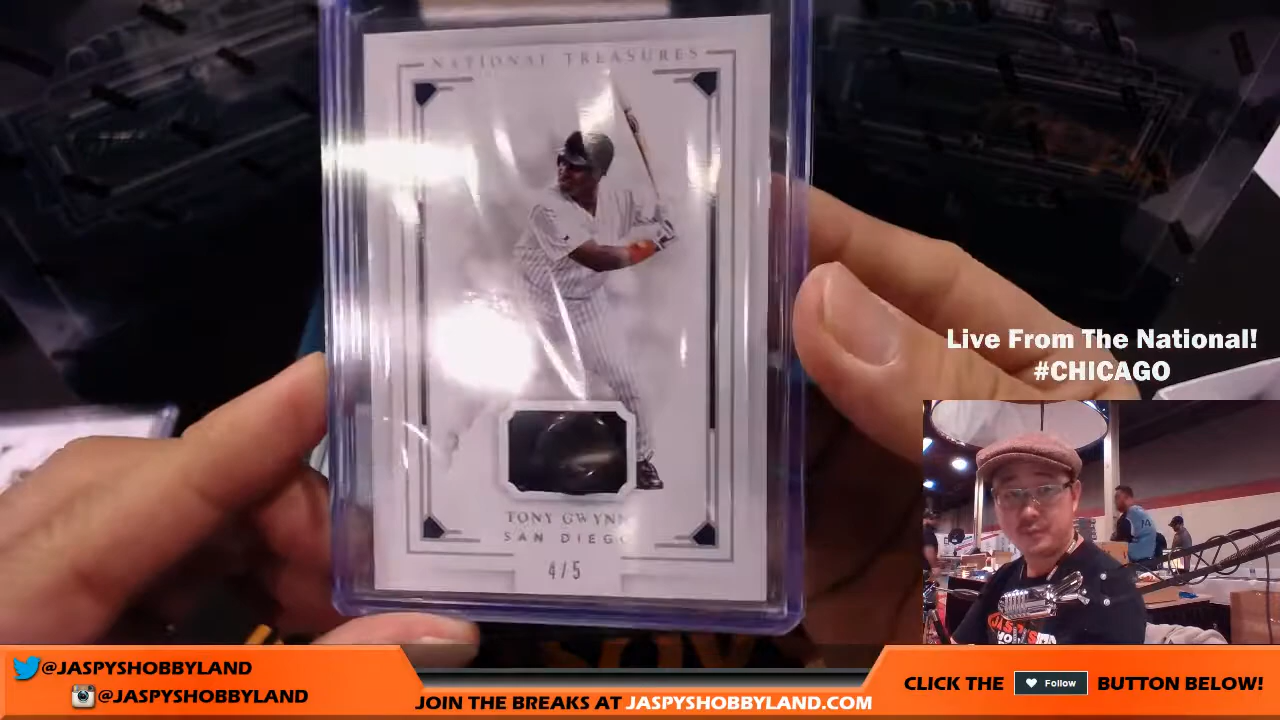 NATIONAL TREASURES
TONY GWYNN
SAN DIEGO
4/5
Live From The National!
#CHICAGO
@JASPYSHOBBYLAND
@JASPYSHOBBYLAND
JOIN THE BREAKS AT JASPYSHOBBYLAND.COM
CLICK THE Follow BUTTON BELOW!